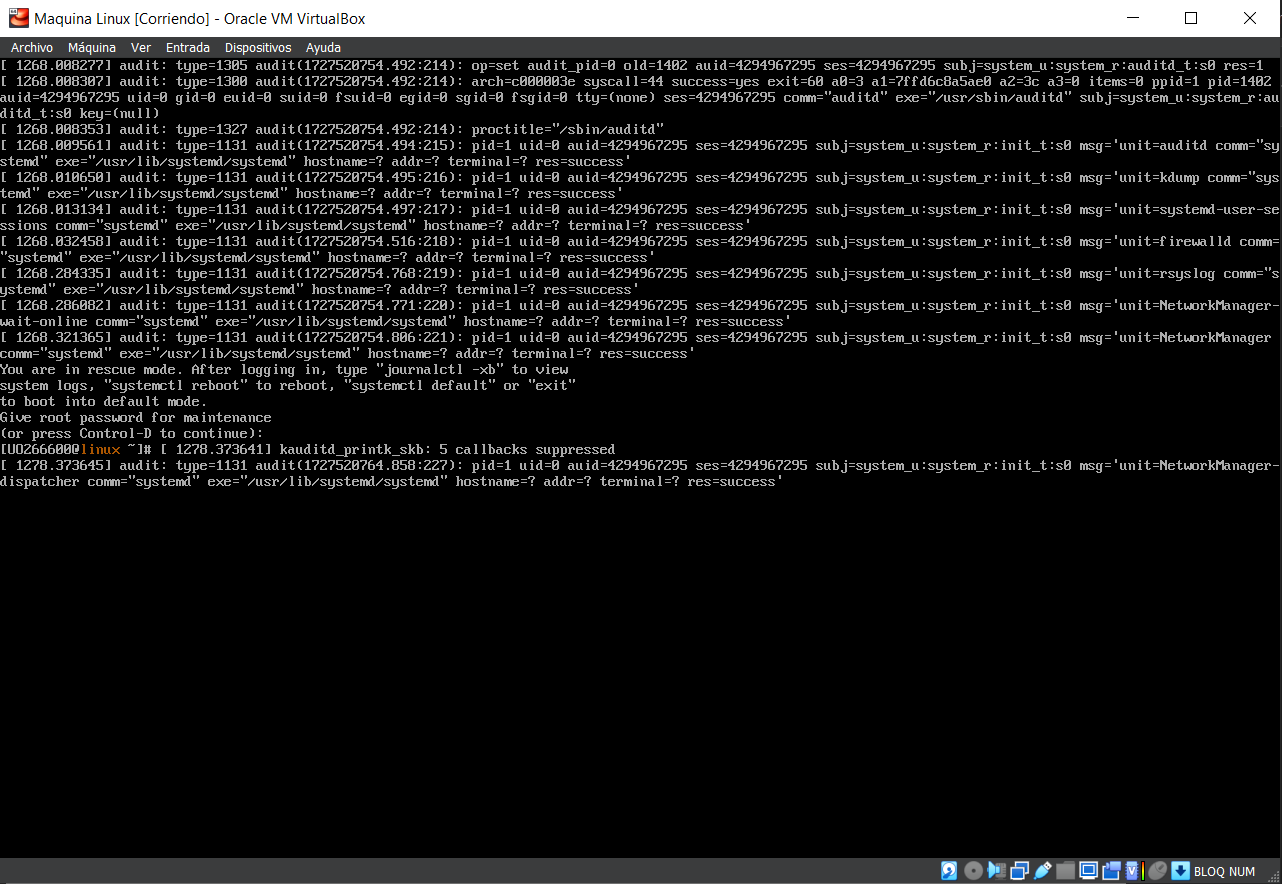 Maquina Linux [Corriendo] - Oracle VM VirtualBox
Archivo Máquina Ver Entrada Dispositivos Ayuda
[ 1268.008277] audit: type=1305 audit(1727520754.492:214): op=set audit_pid=0 old=1402 auid=4294967295 ses=4294967295 subj=system_u:system_r:auditd_t:s0 res=1
[ 1268.008307] audit: type=1300 audit(1727520754.492:214): arch=c000003e syscall=44 success=yes exit=60 a0=3 a1=7ffd6c8a5ae0 a2=3c a3=0 items=0 ppid=1 pid=1402
auid=4294967295 uid=0 gid=0 euid=0 suid=0 fsuid=0 egid=0 sgid=0 fsgid=0 tty=(none) ses=4294967295 comm="auditd" exe="/usr/sbin/auditd" subj=system_u:system_r:au
ditd_t:s0 key=(null)
[ 1268.008353] audit: type=1327 audit(1727520754.492:214): proctitle="/sbin/auditd"
[ 1268.009561] audit: type=1131 audit(1727520754.494:215): pid=1 uid=0 auid=4294967295 ses=4294967295 subj=system_u:system_r:init_t:s0 msg='unit=auditd comm="sy
stemd" exe="/usr/lib/systemd/systemd" hostname=? addr=? terminal=? res=success'
[ 1268.010650] audit: type=1131 audit(1727520754.495:216): pid=1 uid=0 auid=4294967295 ses=4294967295 subj=system_u:system_r:init_t:s0 msg='unit=kdump comm="sys
temd" exe="/usr/lib/systemd/systemd" hostname=? addr=? terminal=? res=success'
[ 1268.013134] audit: type=1131 audit(1727520754.497:217): pid=1 uid=0 auid=4294967295 ses=4294967295 subj=system_u:system_r:init_t:s0 msg='unit=systemd-user-se
ssions comm="systemd" exe="/usr/lib/systemd/systemd" hostname=? addr=? terminal=? res=success'
[ 1268.032458] audit: type=1131 audit(1727520754.516:218): pid=1 uid=0 auid=4294967295 ses=4294967295 subj=system_u:system_r:init_t:s0 msg='unit=firewalld comm=
"systemd" exe="/usr/lib/systemd/systemd" hostname=? addr=? terminal=? res=success'
[ 1268.284335] audit: type=1131 audit(1727520754.768:219): pid=1 uid=0 auid=4294967295 ses=4294967295 subj=system_u:system_r:init_t:s0 msg='unit=rsyslog comm="s
ystemd" exe="/usr/lib/systemd/systemd" hostname=? addr=? terminal=? res=success'
[ 1268.286082] audit: type=1131 audit(1727520754.771:220): pid=1 uid=0 auid=4294967295 ses=4294967295 subj=system_u:system_r:init_t:s0 msg='unit=NetworkManager-
wait-online comm="systemd" exe="/usr/lib/systemd/systemd" hostname=? addr=? terminal=? res=success'
[ 1268.321365] audit: type=1131 audit(1727520754.806:221): pid=1 uid=0 auid=4294967295 ses=4294967295 subj=system_u:system_r:init_t:s0 msg='unit=NetworkManager
comm="systemd" exe="/usr/lib/systemd/systemd" hostname=? addr=? terminal=? res=success'
You are in rescue mode. After logging in, type "journalctl -xb" to view
system logs, "systemctl reboot" to reboot, "systemctl default" or "exit"
to boot into default mode.
Give root password for maintenance
(or press Control-D to continue):
[UO266600@linux ~]# [ 1278.373641] kauditd_printk_skb: 5 callbacks suppressed
[ 1278.373645] audit: type=1131 audit(1727520764.858:227): pid=1 uid=0 auid=4294967295 ses=4294967295 subj=system_u:system_r:init_t:s0 msg='unit=NetworkManager-
dispatcher comm="systemd" exe="/usr/lib/systemd/systemd" hostname=? addr=? terminal=? res=success'
BLOQ NUM